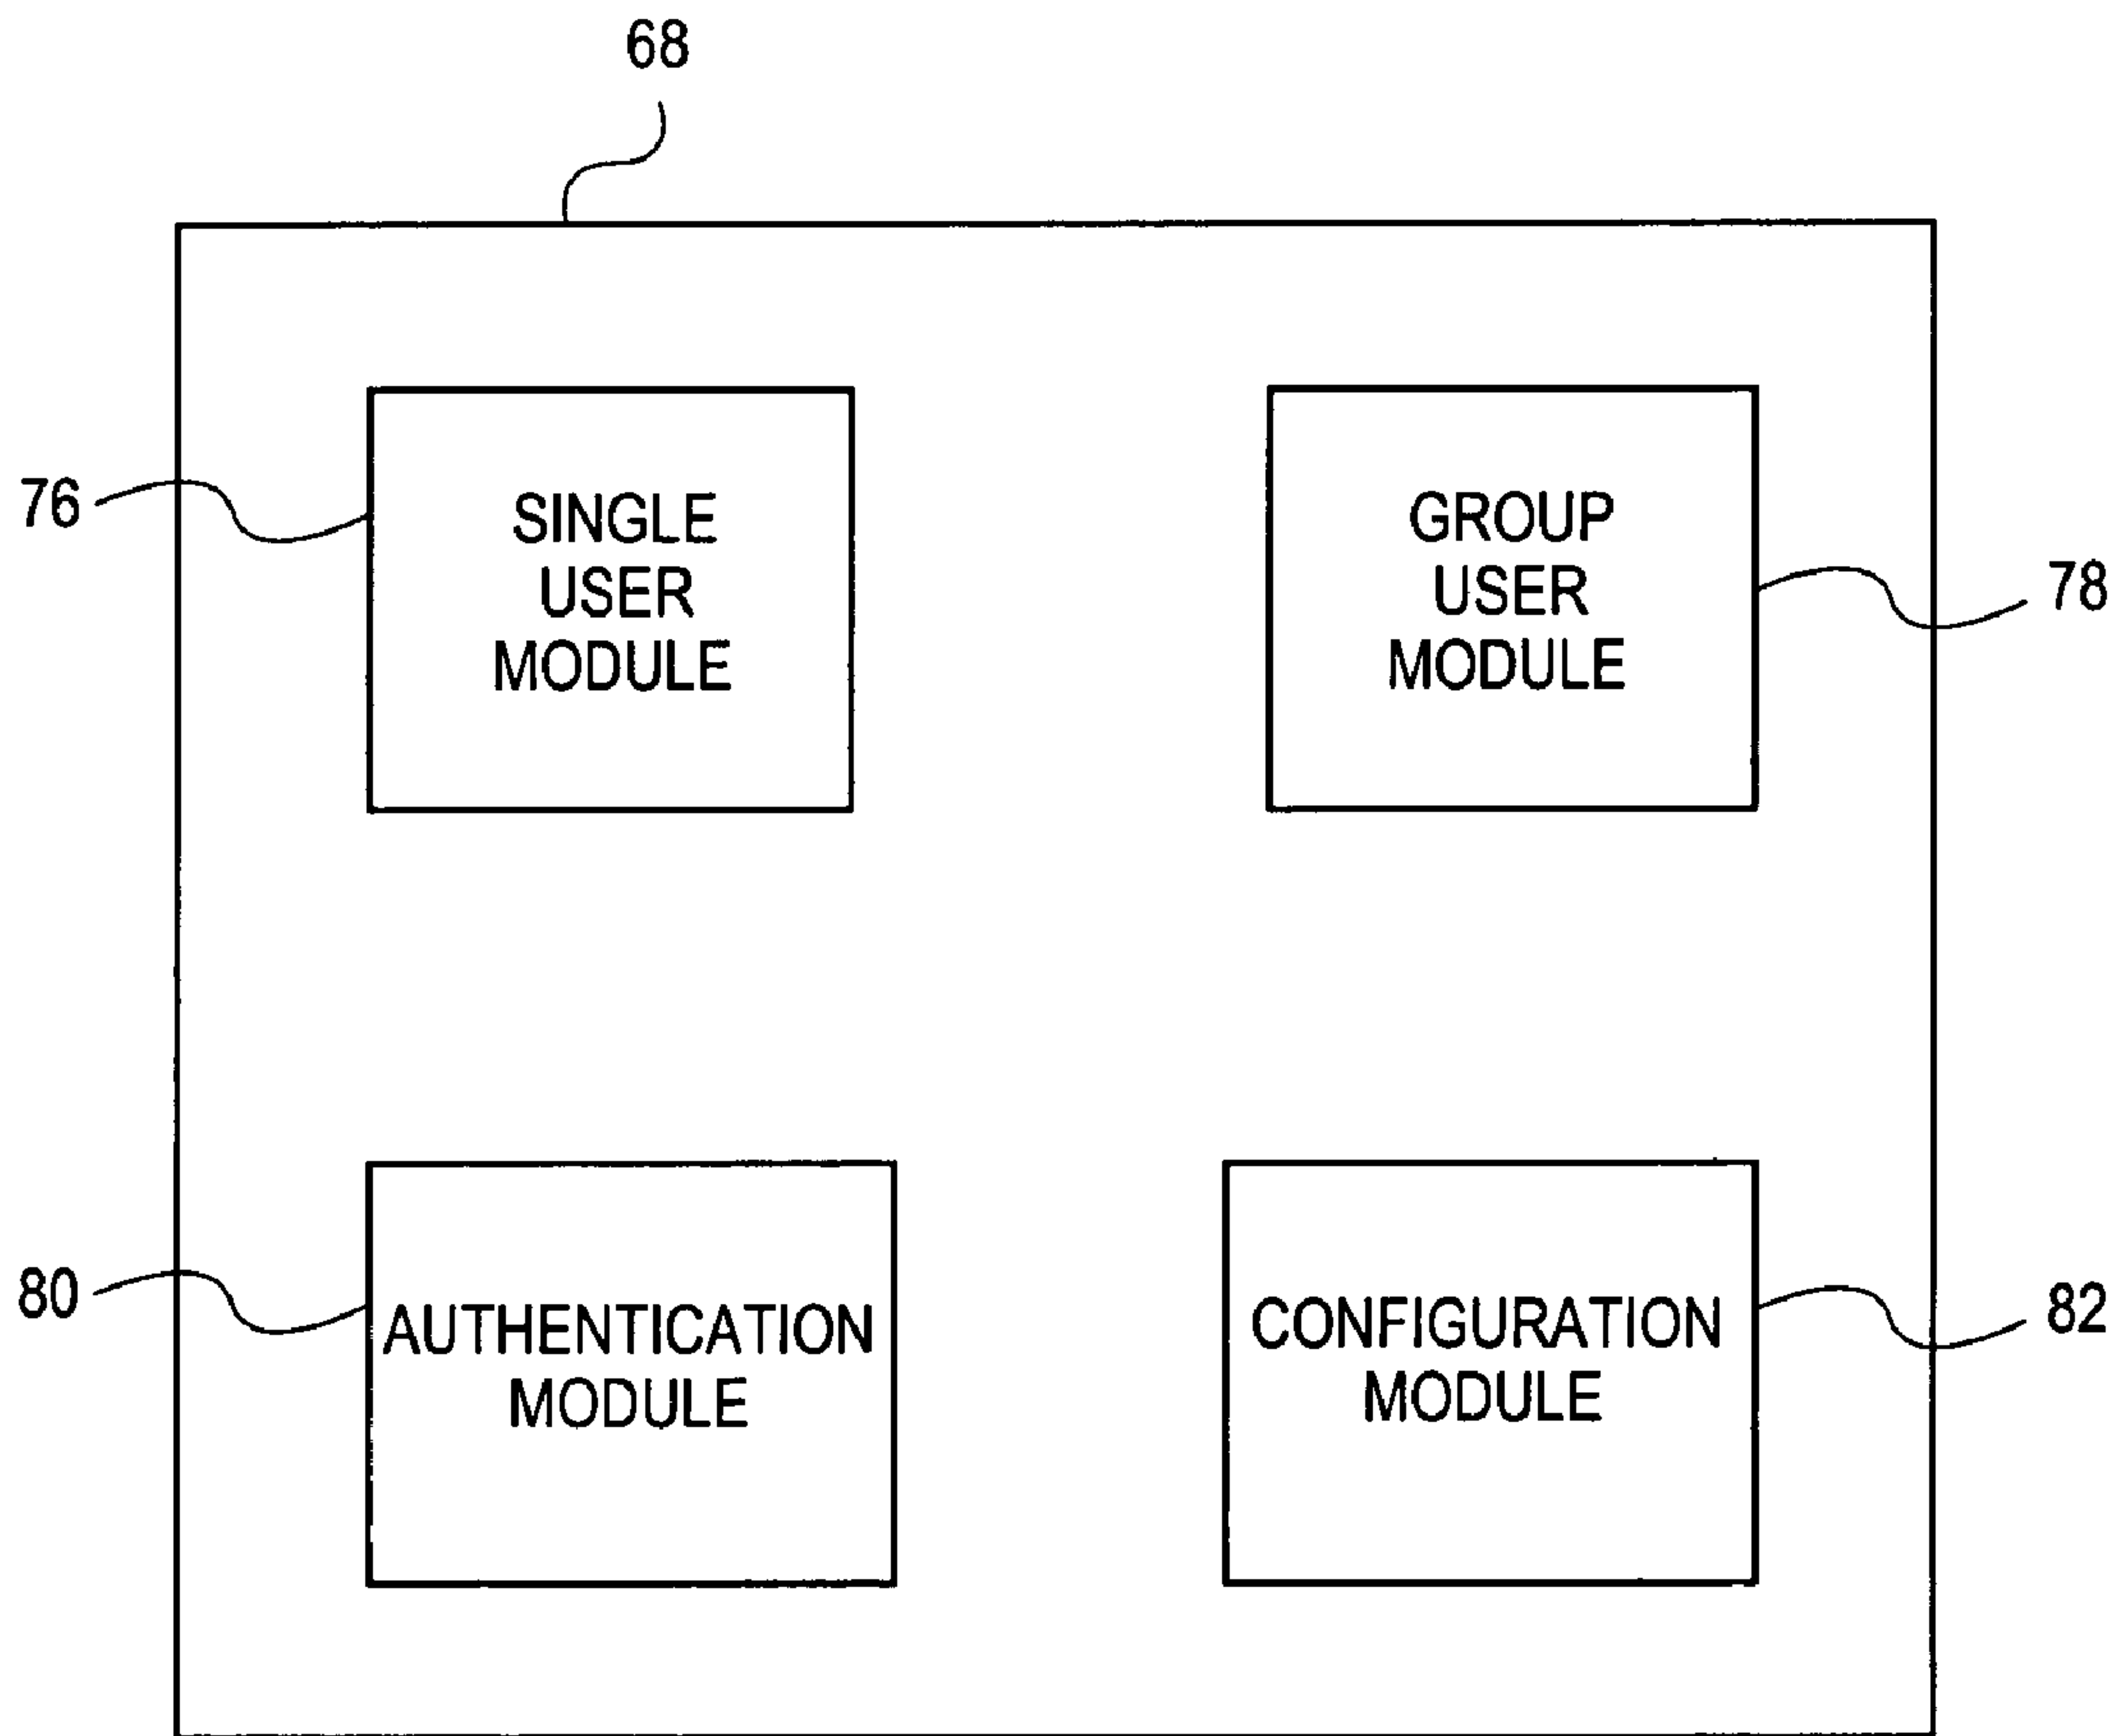 68
76
SINGLE
USER
MODULE
GROUP
USER
MODULE
78
80
AUTHENTICATION
MODULE
CONFIGURATION
MODULE
82